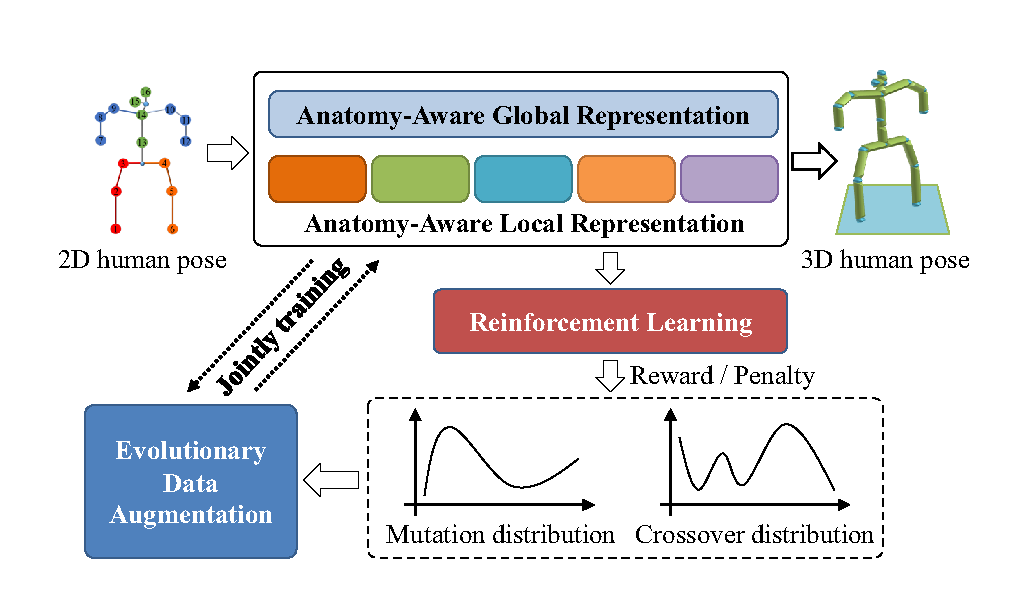 16
15
9
10
8
14
11
7
13
12
3
4
2
5
1
6
2D human pose
Anatomy-Aware Global Representation
Anatomy-Aware Local Representation
3D human pose
Jointly training
Reinforcement Learning
Reward / Penalty
Evolutionary
Data
Augmentation
Mutation distribution
Crossover distribution